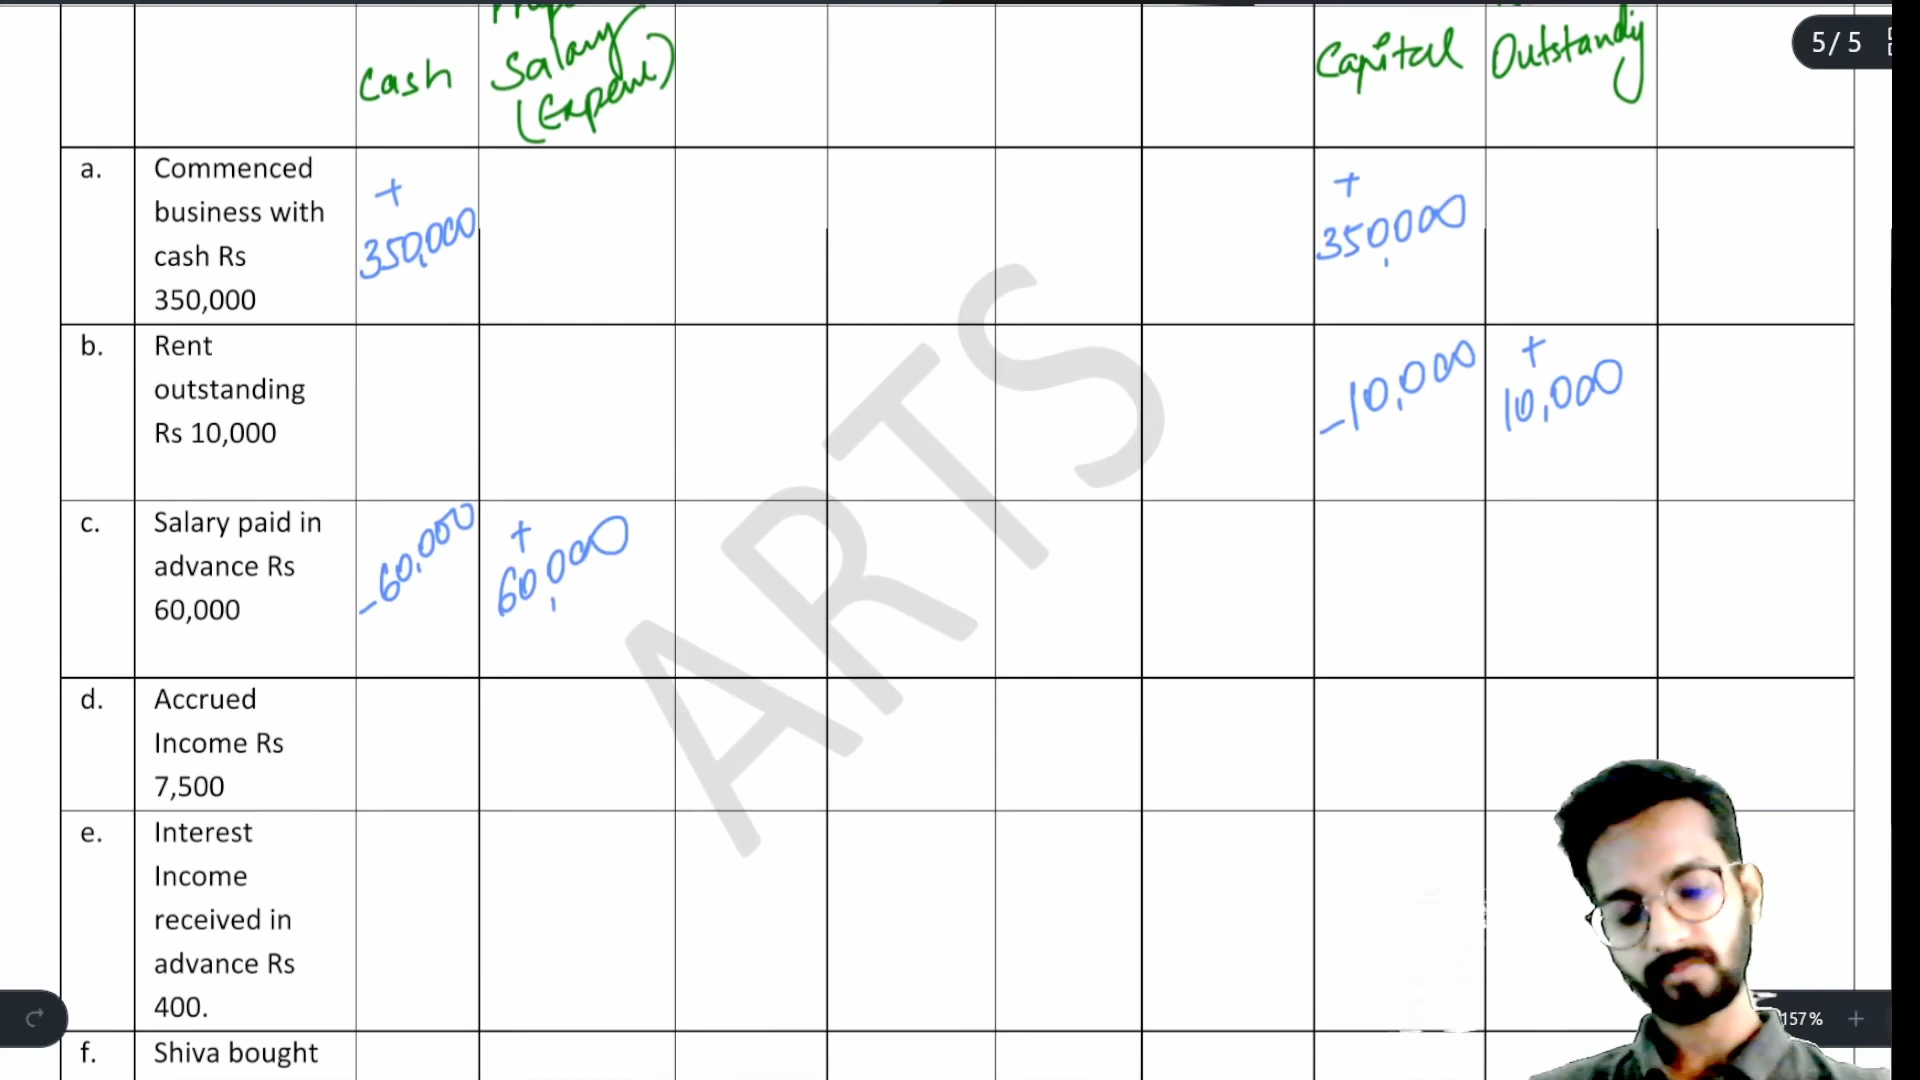 Cash
Salary
(Expense)
Capital
Outstanding
5/5
a.
Commenced
business with
cash Rs
350,000
+
350,000
+
350,000
b.
Rent
outstanding
Rs 10,000
-10,000
+
10,000
c.
Salary paid in
advance Rs
60,000
-60,000
+
60,000
d.
Accrued
Income Rs
7,500
e.
Interest
Income
received in
advance Rs
400.
f.
Shiva bought
ARTS
157%